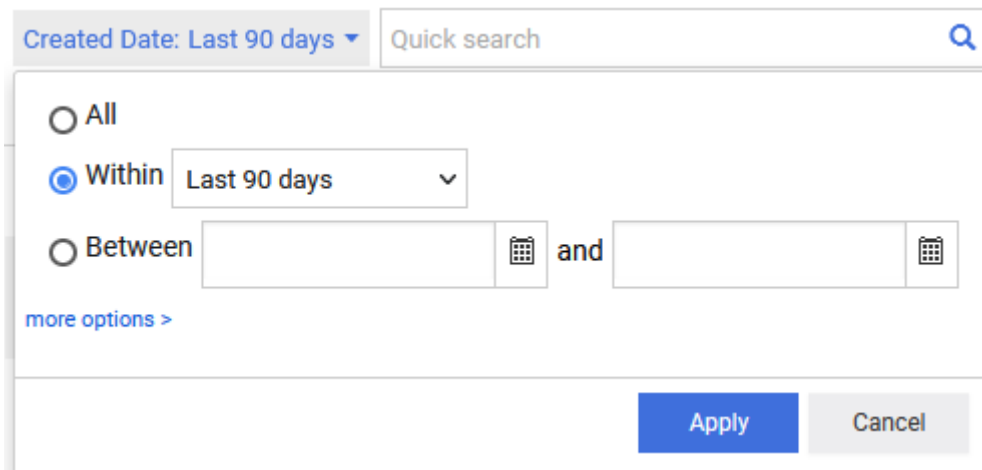 Created Date: Last 90 days Quick search
All
Within Last 90 days
Between and
more options >
Apply Cancel